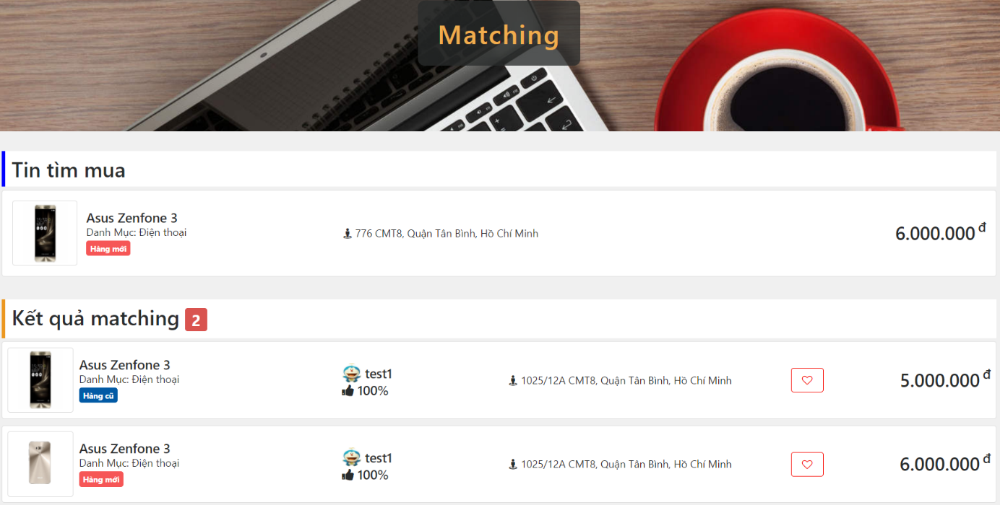 Matching
Tin tìm mua
Asus Zenfone 3
Danh Mục: Điện thoại
Hàng mới
776 CMT8, Quận Tân Bình, Hồ Chí Minh
6.000.000 đ
Kết quả matching 2
Asus Zenfone 3
Danh Mục: Điện thoại
Hàng cũ
test1
100%
1025/12A CMT8, Quận Tân Bình, Hồ Chí Minh
5.000.000 đ
Asus Zenfone 3
Danh Mục: Điện thoại
Hàng mới
test1
100%
1025/12A CMT8, Quận Tân Bình, Hồ Chí Minh
6.000.000 đ